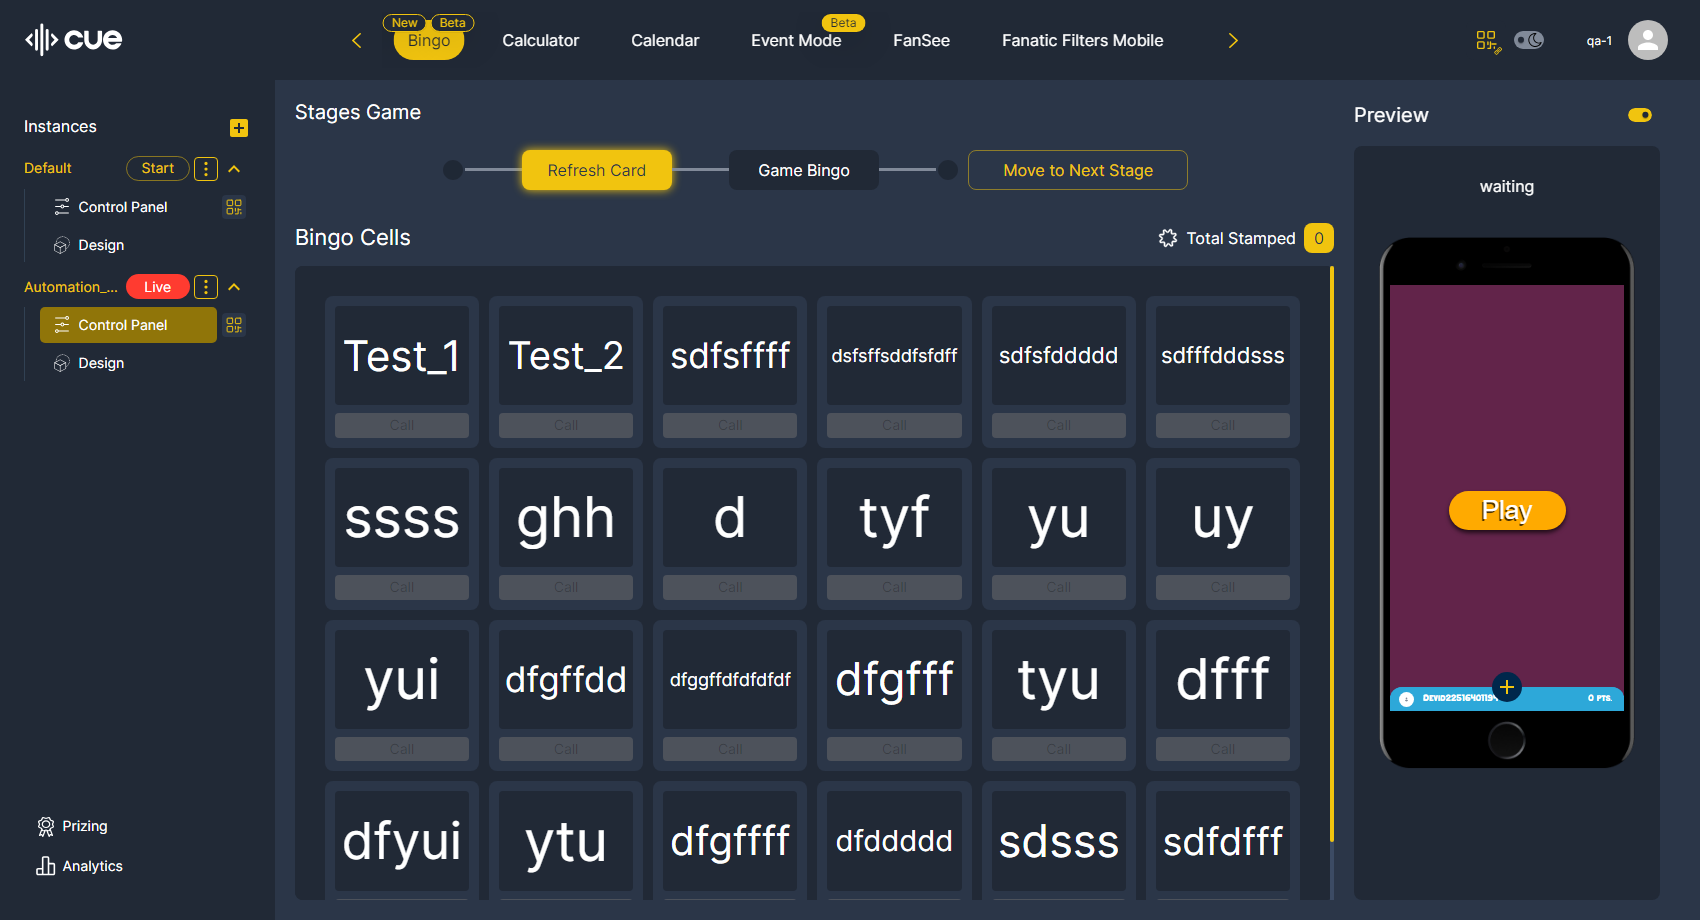 cue
New
Beta
Bingo
Calculator
Calendar
Event Mode
Beta
FanSee
Fanatic Filters Mobile
qa-1
Instances
Default
Start
Control Panel
Design
Automation_...
Live
Control Panel
Design
Prizing
Analytics
Stages Game
Refresh Card
Game Bingo
Move to Next Stage
Bingo Cells
Total Stamped 0
Test_1
Test_2
sdfsffff
dsfsffsddfsfdff
sdfsfddddd
sdfffdddsss
Call
Call
Call
Call
Call
Call
ssss
ghh
d
tyf
yu
uy
Call
Call
Call
Call
Call
Call
yui
dfgffdd
dfggffdfdfdfdf
dfgfff
tyu
dfff
Call
Call
Call
Call
Call
Call
dfyui
ytu
dfgffff
dfddddd
sdsss
sdfdfff
Preview
waiting
Play
0 PTS.